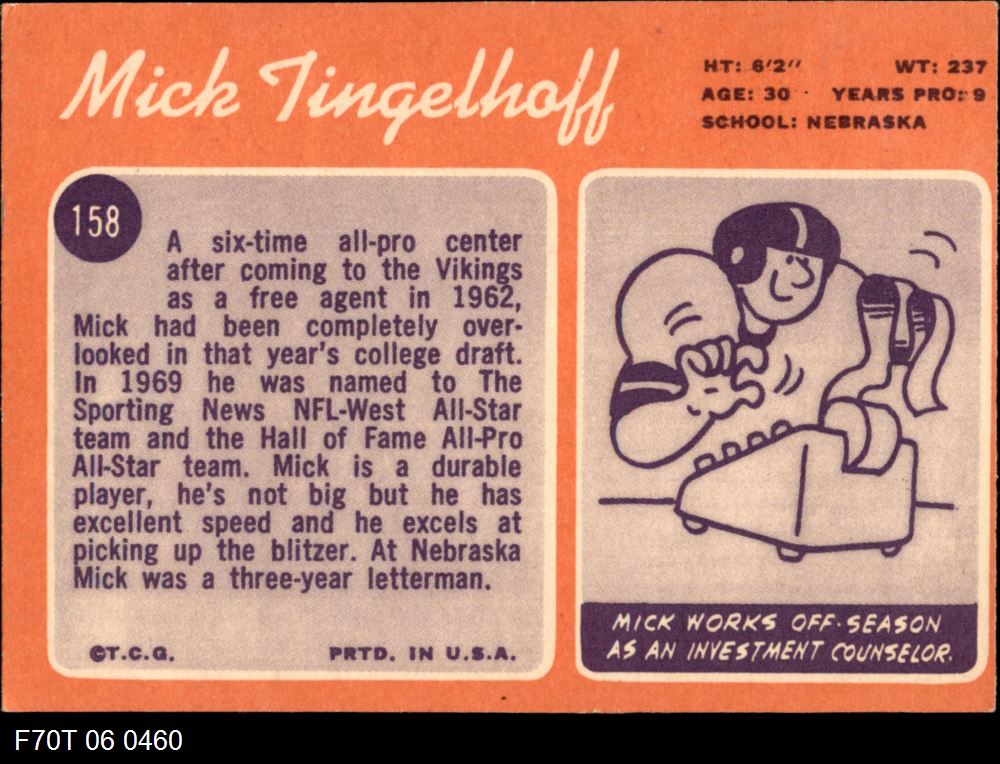 Mick Tingelhoff
HT: 6'2" WT: 237
AGE: 30 YEARS PRO: 9
SCHOOL: NEBRASKA
158
A six-time all-pro center
after coming to the Vikings
as a free agent in 1962,
Mick had been completely over-
looked in that year's college draft.
In 1969 he was named to The
Sporting News NFL-West All-Star
team and the Hall of Fame All-Pro
All-Star team. Mick is a durable
player, he's not big but he has
excellent speed and he excels at
picking up the blitzer. At Nebraska
Mick was a three-year letterman.
©T.C.G. PRTD. IN U.S.A.
MICK WORKS OFF-SEASON
AS AN INVESTMENT COUNSELOR.
F70T 06 0460